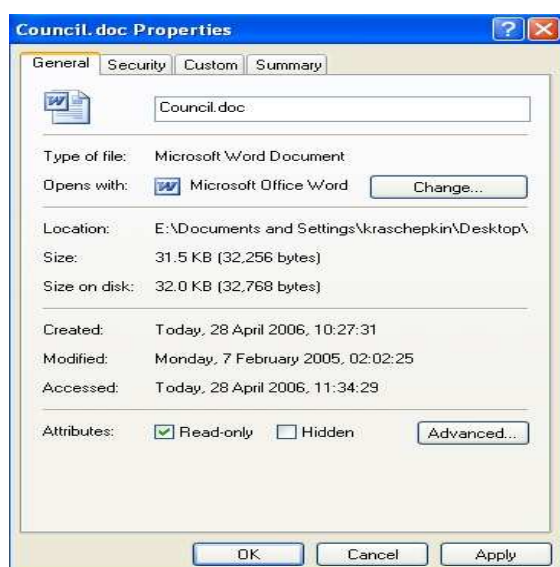 Council.doc Properties
General Security Custom Summary
Council.doc
Type of file: Microsoft Word Document
Opens with: Microsoft Office Word Change...
Location: E:\Documents and Settings\kraschepkin\Desktop\
Size: 31.5 KB (32,256 bytes)
Size on disk: 32.0 KB (32,768 bytes)
Created: Today, 28 April 2006, 10:27:31
Modified: Monday, 7 February 2005, 02:02:25
Accessed: Today, 28 April 2006, 11:34:29
Attributes: Read-only Hidden Advanced...
OK Cancel Apply